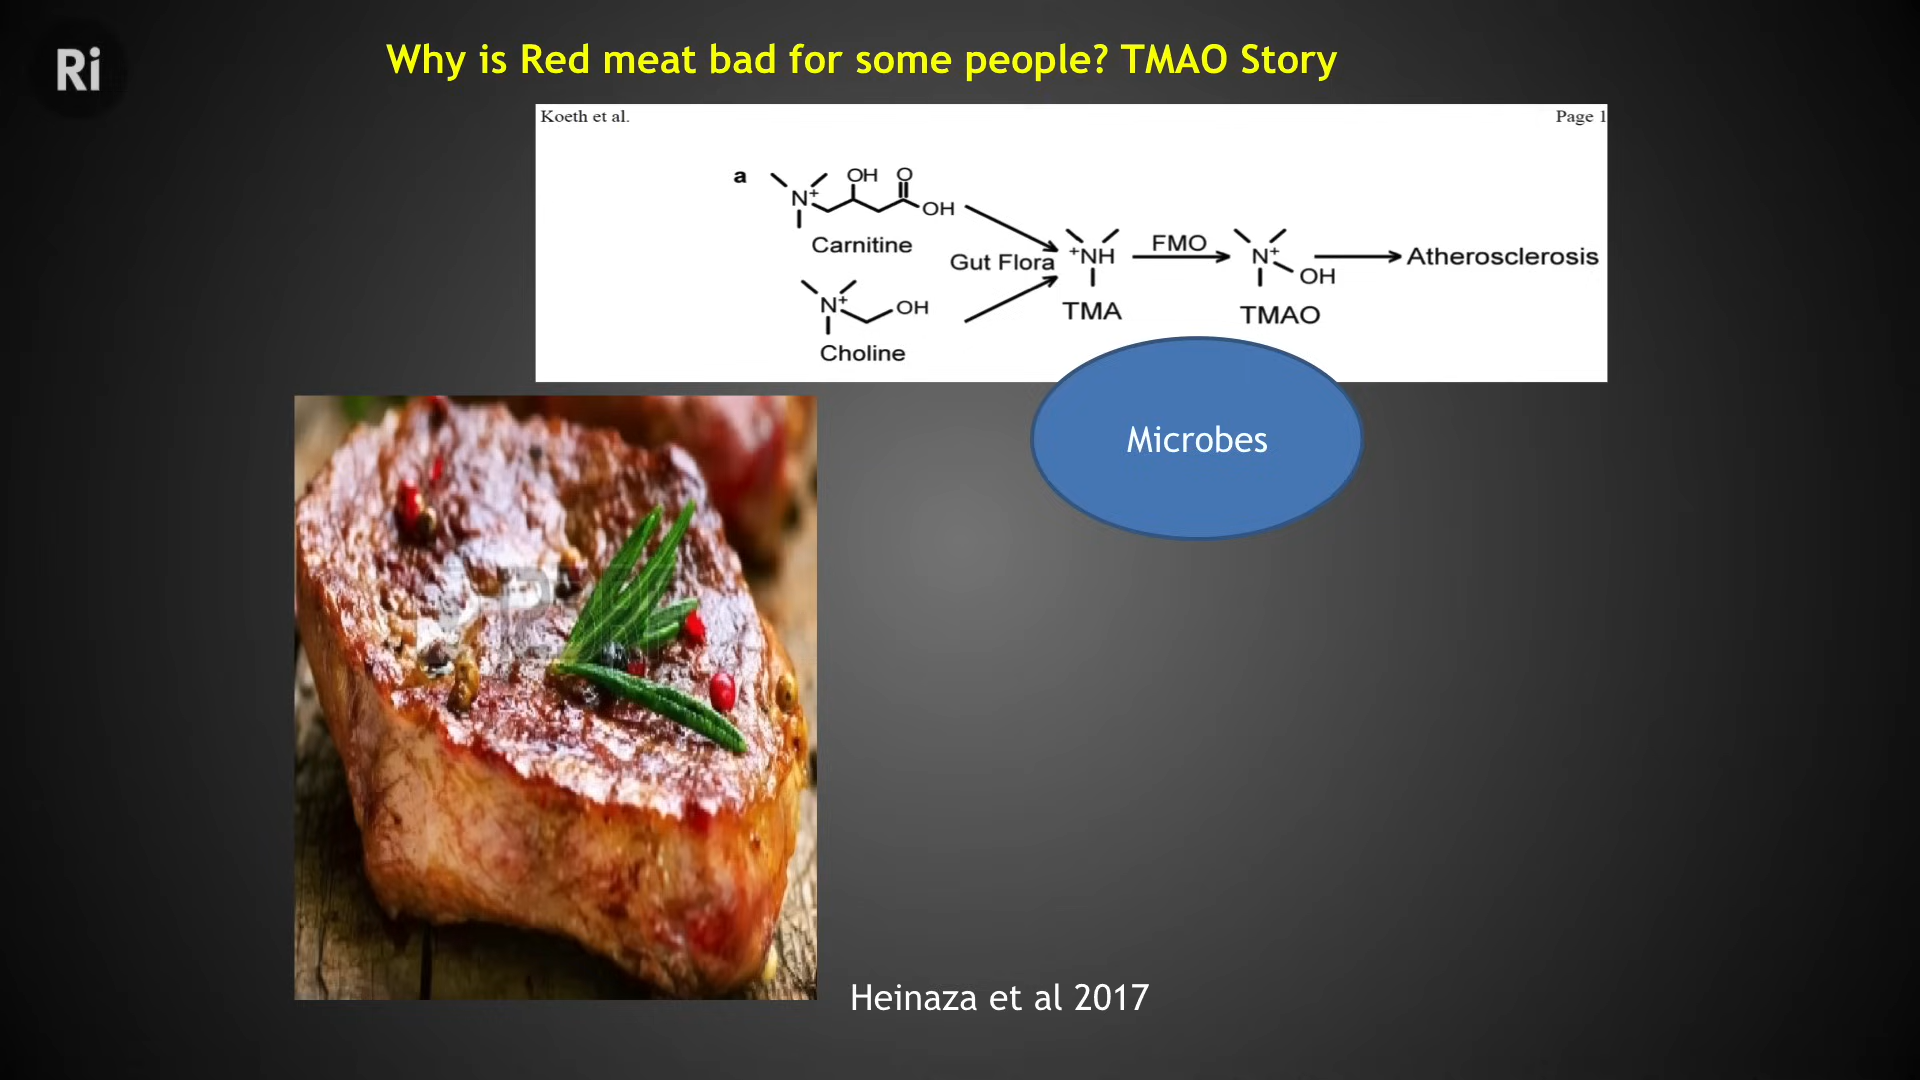 Ri
Why is Red meat bad for some people? TMAO Story
Koeth et al.
Page 1
a
N+
OH
O
OH
Carnitine
Gut Flora
N+
OH
Choline
+NH
TMA
FMO
N+
OH
TMAO
Atherosclerosis
Microbes
Heinaza et al 2017